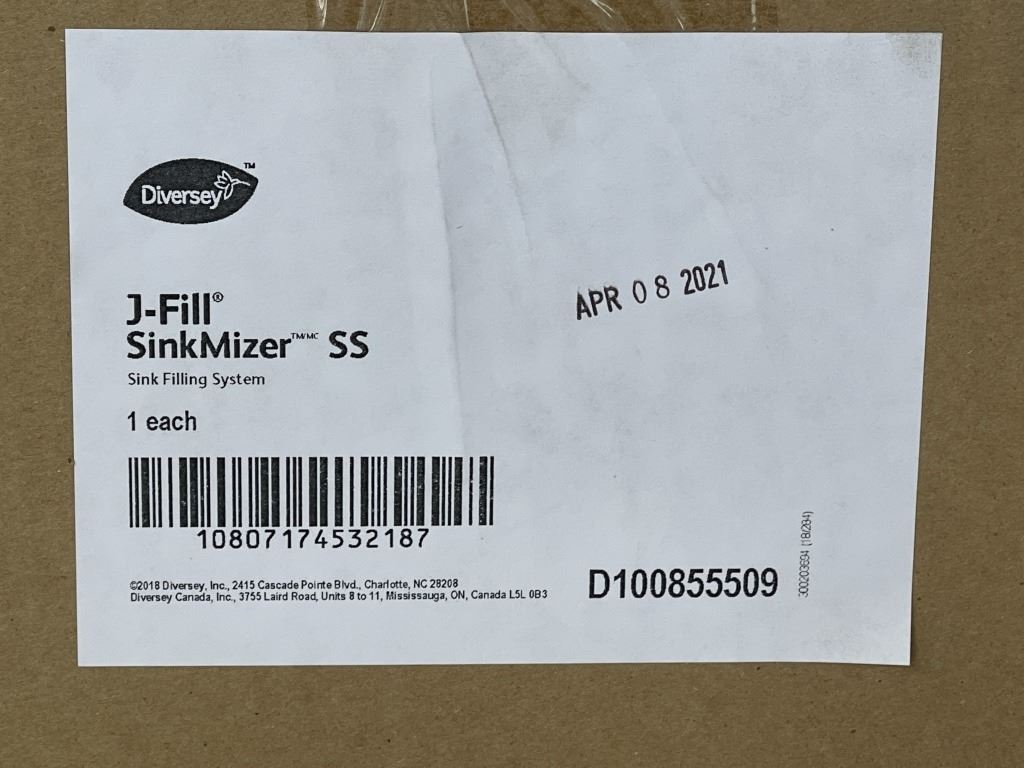 Diversey™
J-Fill®
SinkMizer™/MC SS
Sink Filling System
1 each
APR 08 2021
10807174532187
©2018 Diversey, Inc., 2415 Cascade Pointe Blvd., Charlotte, NC 28208
Diversey Canada, Inc., 3755 Laird Road, Units 8 to 11, Mississauga, ON, Canada L5L 0B3
D100855509
300203694 (18/284)